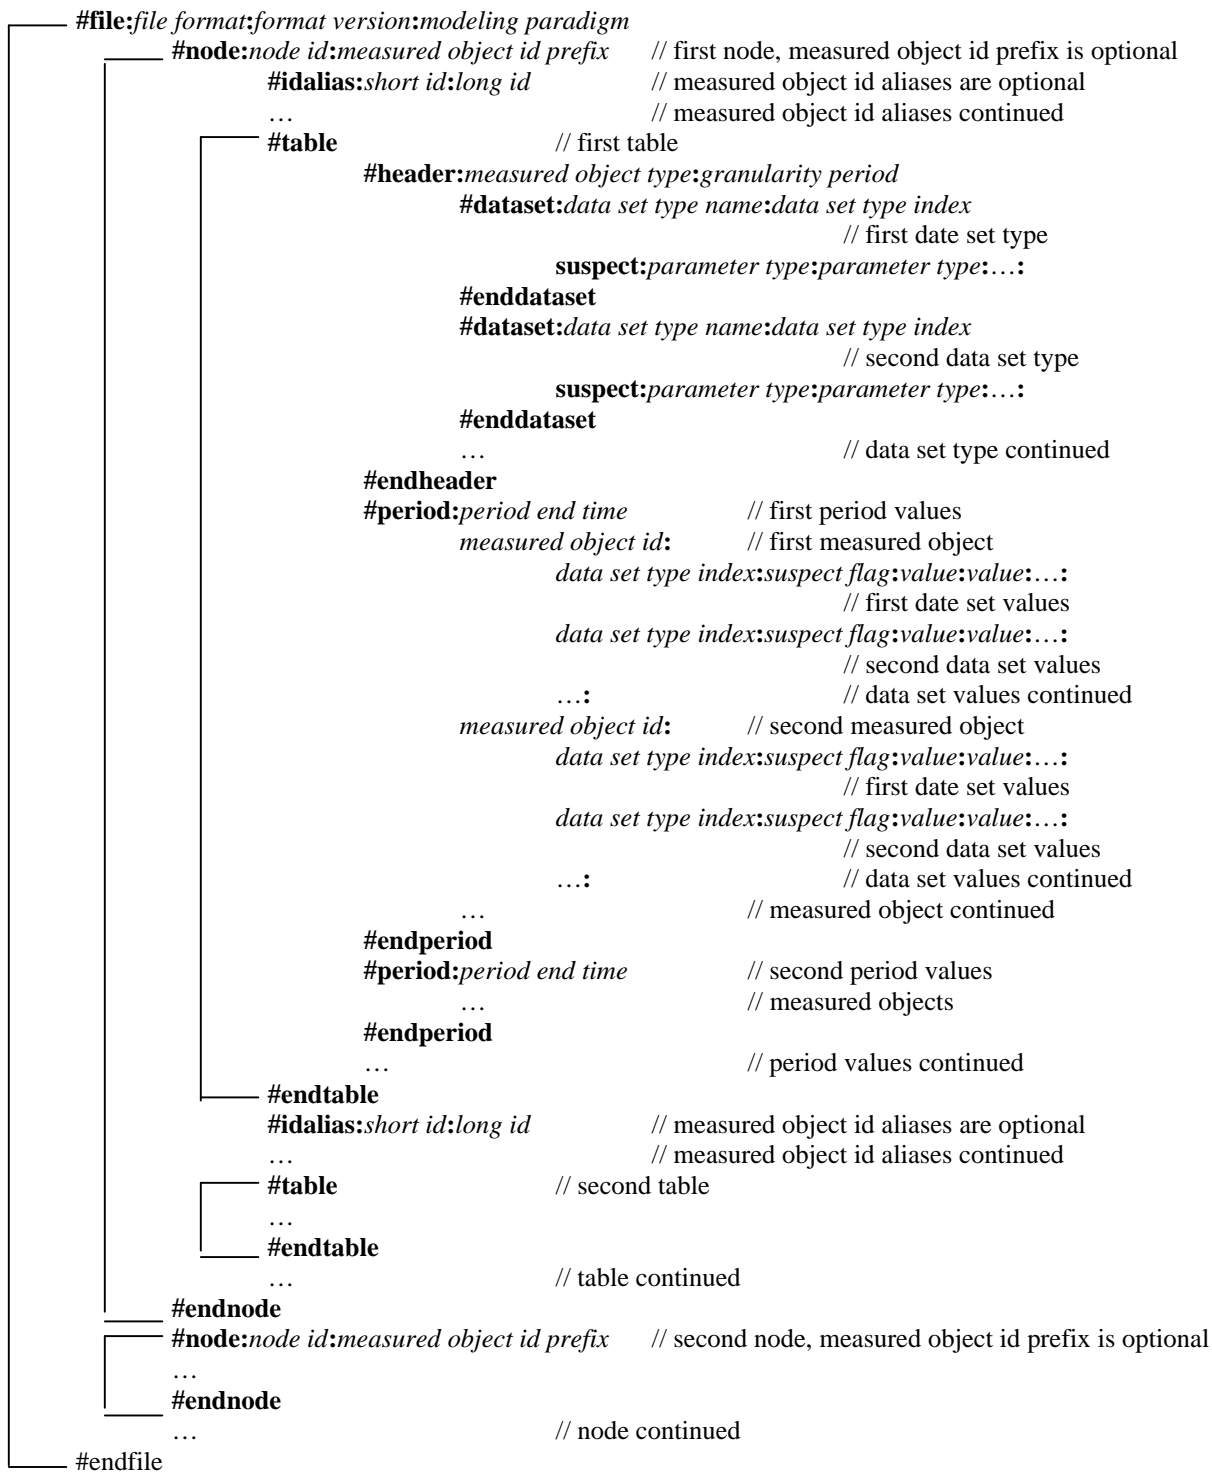 #file:file format:format version:modeling paradigm
#node:node id:measured object id prefix // first node, measured object id prefix is optional
#idalias:short id:long id // measured object id aliases are optional
… // measured object id aliases continued
#table // first table
#header:measured object type:granularity period
#dataset:data set type name:data set type index
// first date set type
suspect:parameter type:parameter type:…:
#enddataset
#dataset:data set type name:data set type index
// second data set type
suspect:parameter type:parameter type:…:
#enddataset
… // data set type continued
#endheader
#period:period end time // first period values
measured object id: // first measured object
data set type index:suspect flag:value:value:…:
// first date set values
data set type index:suspect flag:value:value:…:
// second data set values
…: // data set values continued
measured object id: // second measured object
data set type index:suspect flag:value:value:…:
// first date set values
data set type index:suspect flag:value:value:…:
// second data set values
…: // data set values continued
… // measured object continued
#endperiod
#period:period end time // second period values
… // measured objects
#endperiod
… // period values continued
#endtable
#idalias:short id:long id // measured object id aliases are optional
… // measured object id aliases continued
#table // second table
…
#endtable
… // table continued
#endnode
#node:node id:measured object id prefix // second node, measured object id prefix is optional
…
#endnode
… // node continued
#endfile